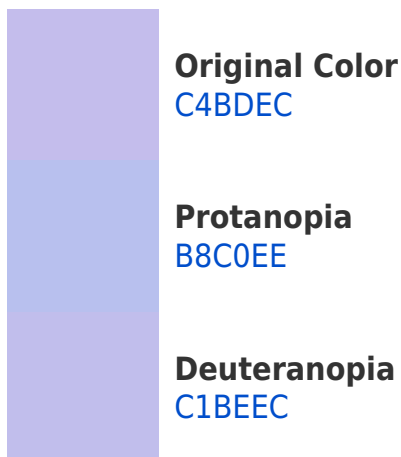 Original Color
C4BDEC
Protanopia
B8C0EE
Deuteranopia
C1BEEC